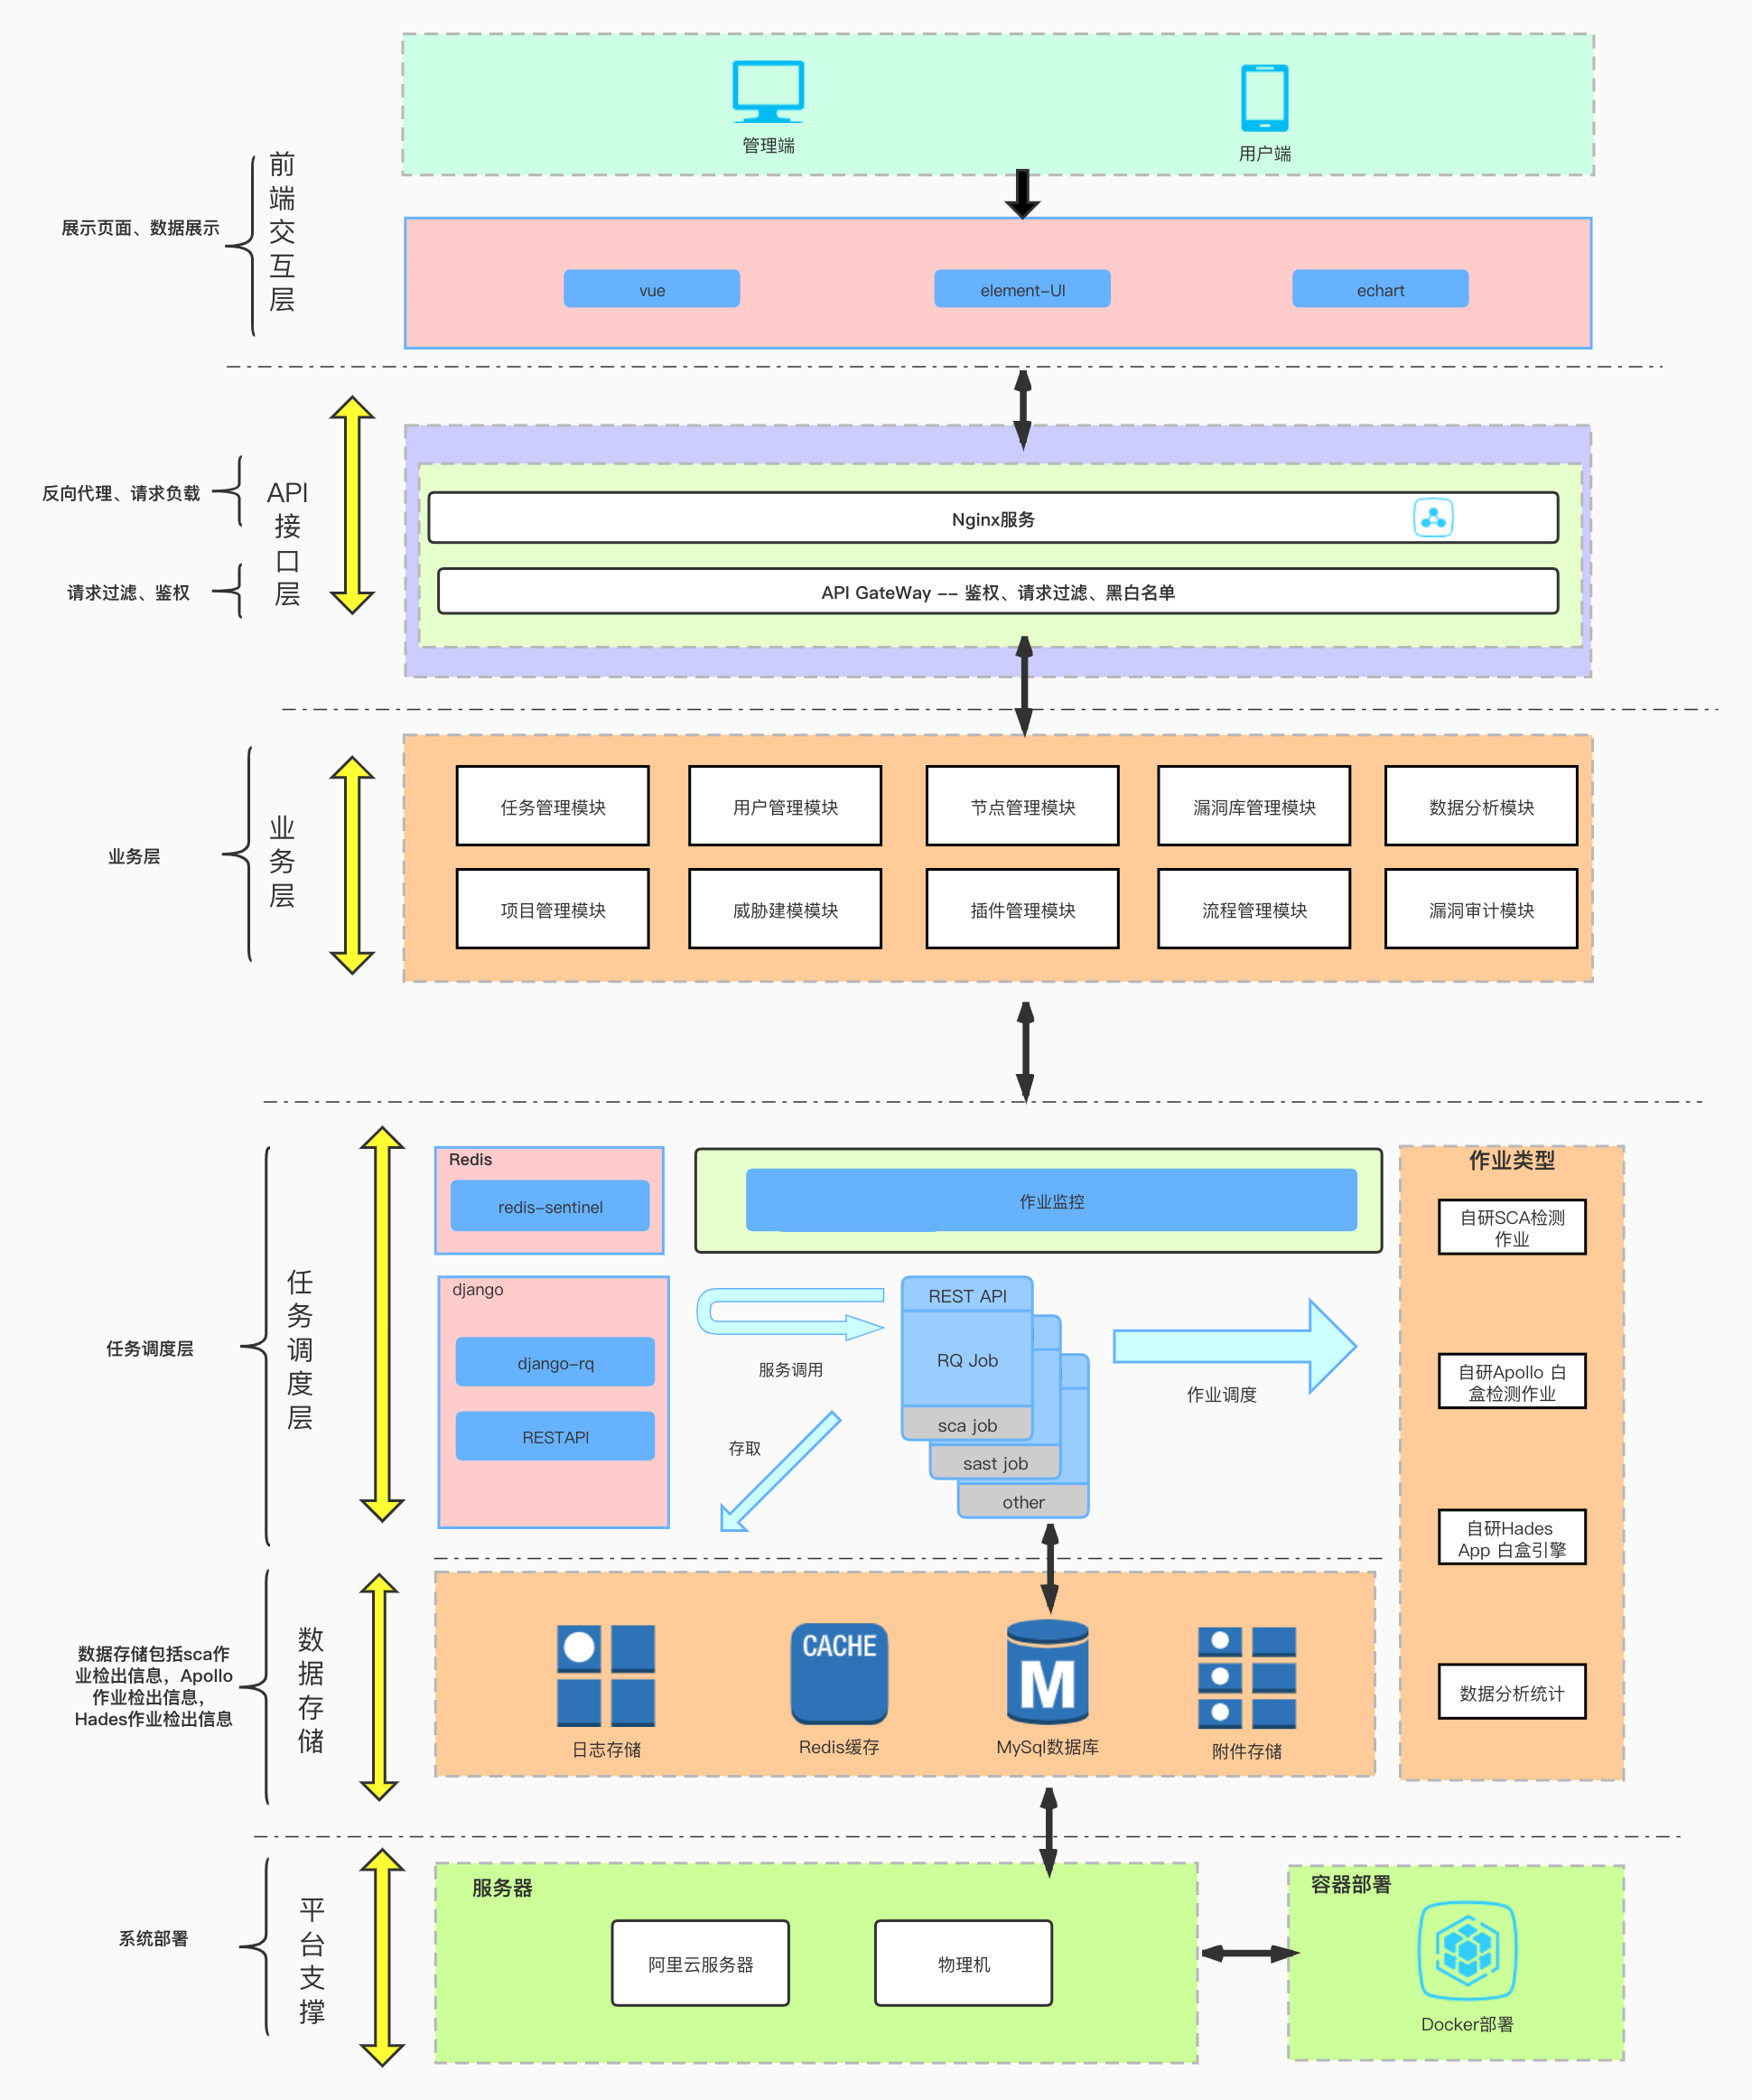 管理端
用户端
展示页面、数据展示
前
端
交
互
层
vue
element-UI
echart
反向代理、请求负载
请求过滤、鉴权
API
接
口
层
Nginx服务
API GateWay -- 鉴权、请求过滤、黑白名单
业务层
业
务
层
任务管理模块
用户管理模块
节点管理模块
漏洞库管理模块
数据分析模块
项目管理模块
威胁建模模块
插件管理模块
流程管理模块
漏洞审计模块
任务调度层
任
务
调
度
层
Redis
redis-sentinel
作业监控
django
django-rq
RESTAPI
服务调用
存取
REST API
RQ Job
sca job
sast job
other
作业调度
作业类型
自研SCA检测
作业
自研Apollo 白
盒检测作业
自研Hades
App 白盒引擎
数据分析统计
数据存储包括sca作
业检出信息，Apollo
作业检出信息，
Hades作业检出信息
数
据
存
储
日志存储
CACHE
Redis缓存
M
MySql数据库
附件存储
系统部署
平
台
支
撑
服务器
阿里云服务器
物理机
容器部署
Docker部署